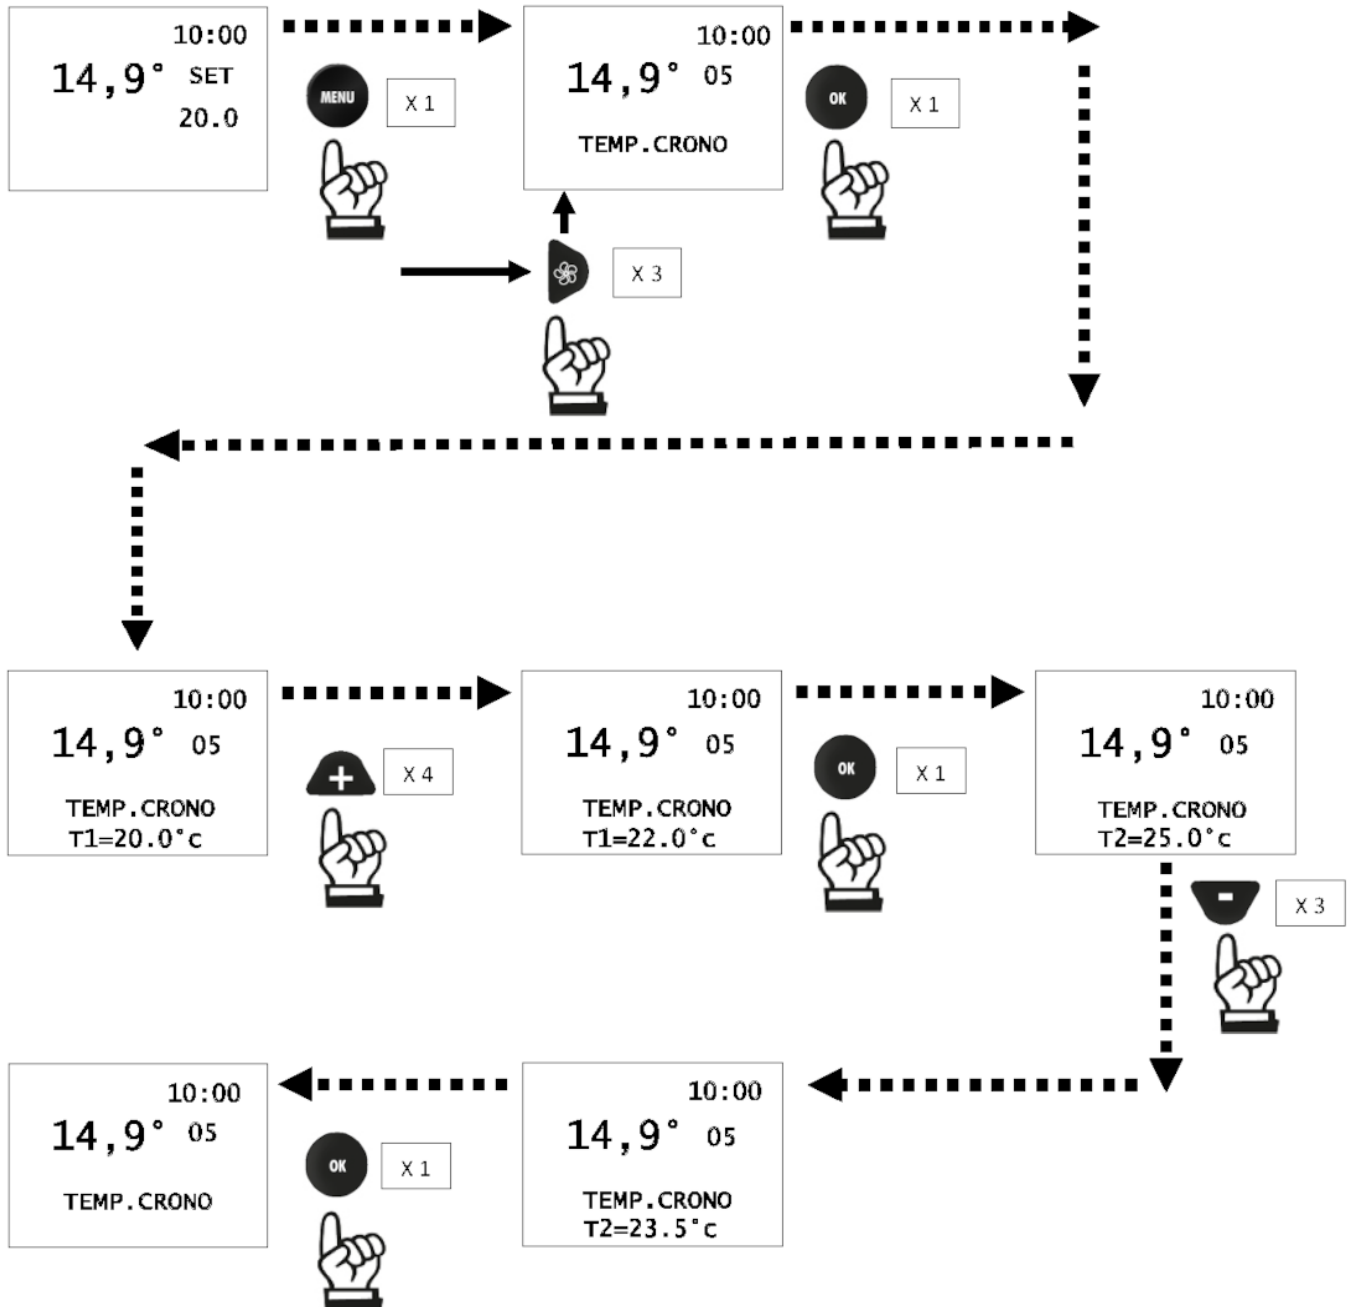 10:00
14,9° SET
20.0
MENU
X 1
10:00
14,9° 05
TEMP.CRONO
OK
X 1
X 3
10:00
14,9° 05
TEMP.CRONO
T1=20.0°c
+
X 4
10:00
14,9° 05
TEMP.CRONO
T1=22.0°c
OK
X 1
10:00
14,9° 05
TEMP.CRONO
T2=25.0°c
-
X 3
10:00
14,9° 05
TEMP.CRONO
OK
X 1
10:00
14,9° 05
TEMP.CRONO
T2=23.5°c